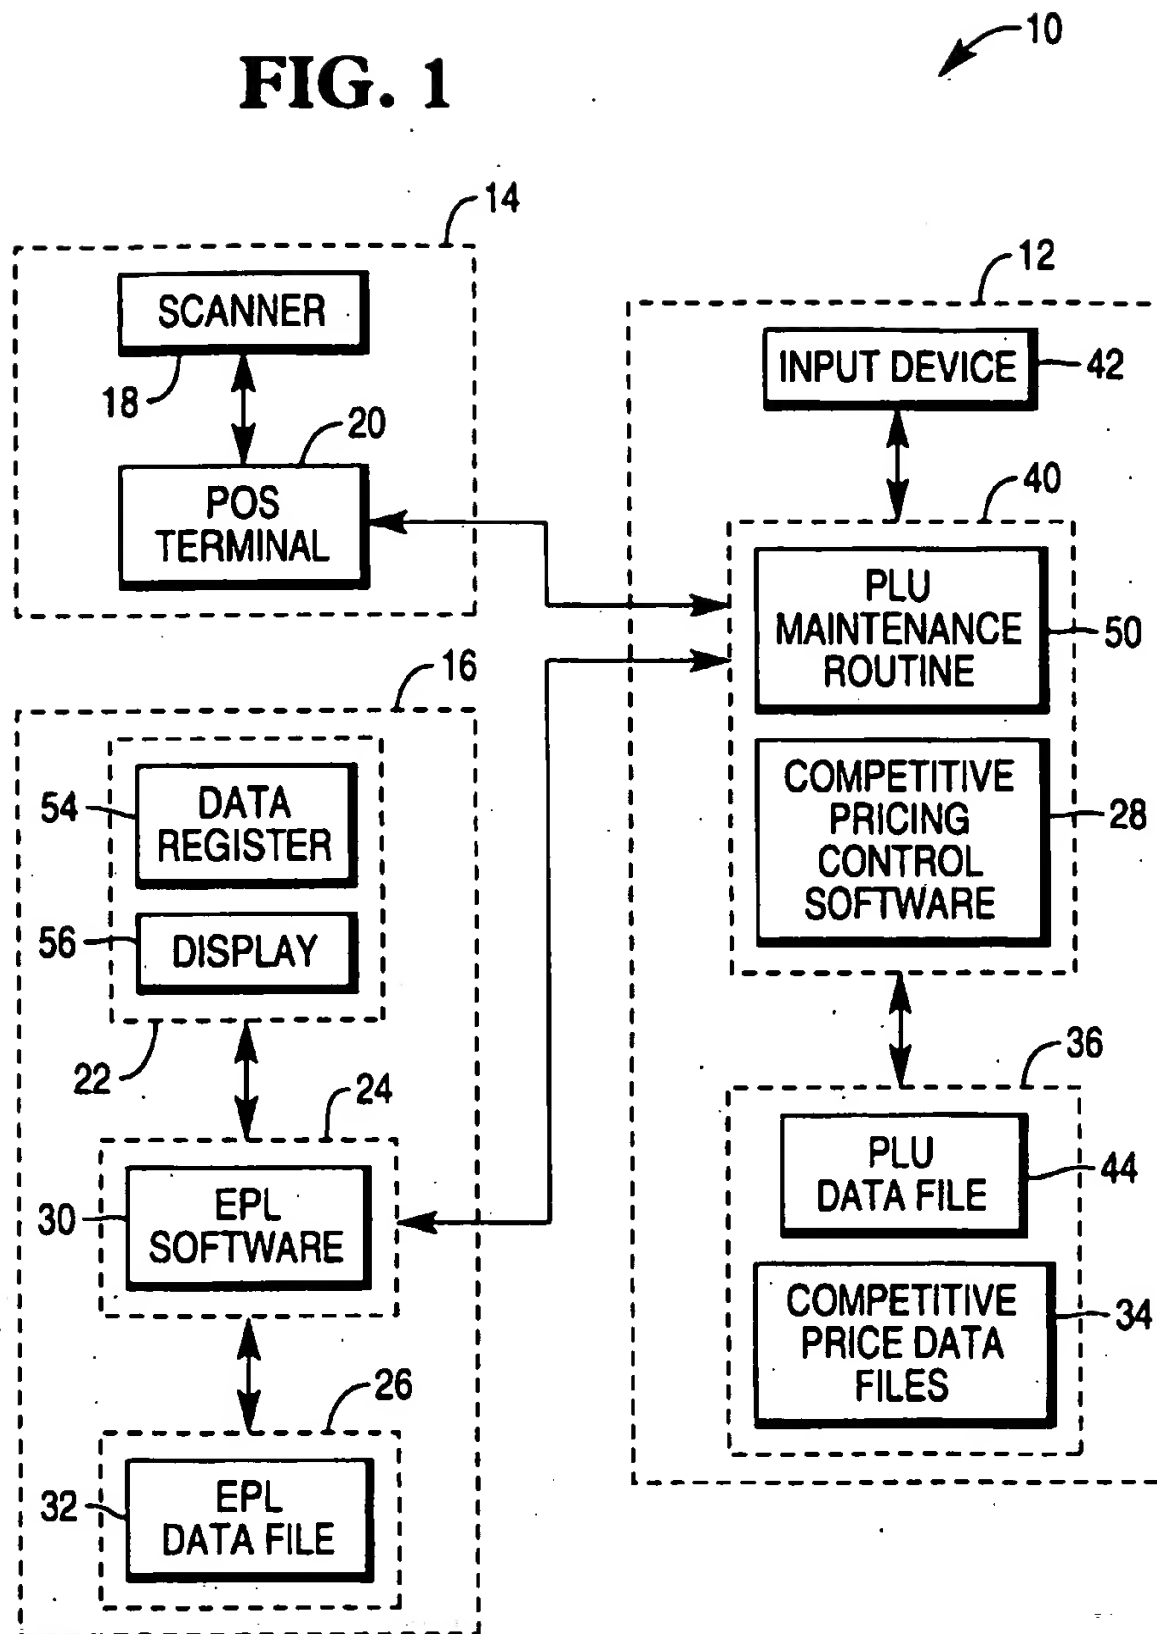 FIG. 1
10
14
SCANNER
18
20
POS
TERMINAL
12
INPUT DEVICE
42
40
PLU
MAINTENANCE
ROUTINE
50
COMPETITIVE
PRICING
CONTROL
SOFTWARE
28
16
54
DATA
REGISTER
56
DISPLAY
22
24
30
EPL
SOFTWARE
26
32
EPL
DATA FILE
36
PLU
DATA FILE
44
COMPETITIVE
PRICE DATA
FILES
34